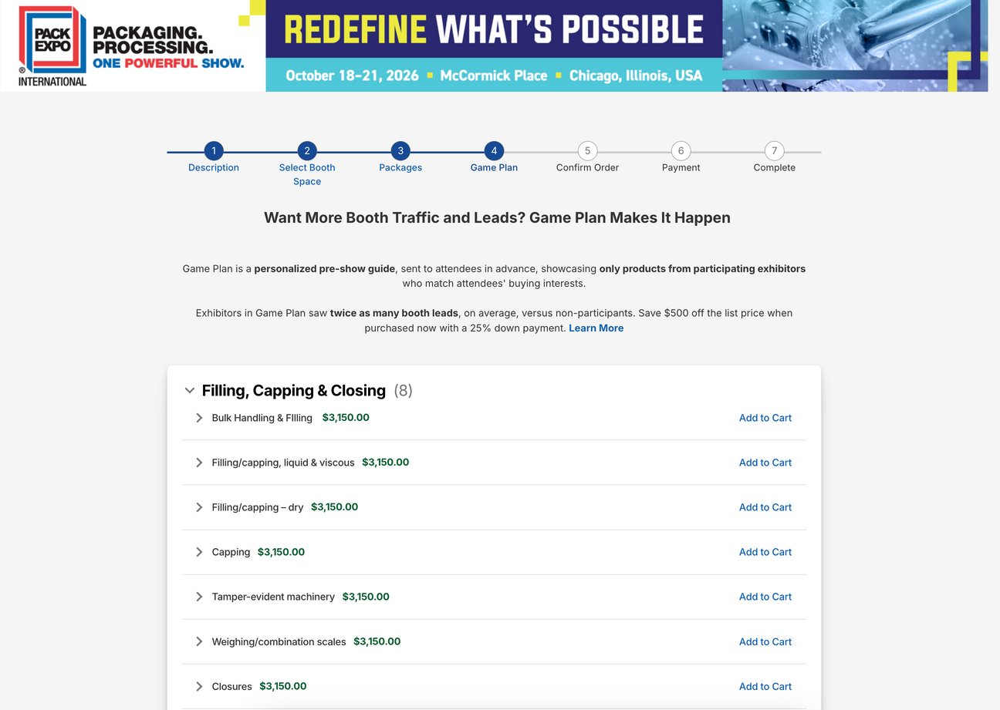 PACK
EXPO
®
INTERNATIONAL
PACKAGING.
PROCESSING.
ONE POWERFUL SHOW.
REDEFINE WHAT'S POSSIBLE
October 18–21, 2026 ▪ McCormick Place ▪ Chicago, Illinois, USA
1 2 3 4 5 6 7
Description Select Booth Packages Game Plan Confirm Order Payment Complete
Space
Want More Booth Traffic and Leads? Game Plan Makes It Happen
Game Plan is a personalized pre-show guide, sent to attendees in advance, showcasing only products from participating exhibitors
who match attendees' buying interests.
Exhibitors in Game Plan saw twice as many booth leads, on average, versus non-participants. Save $500 off the list price when
purchased now with a 25% down payment. Learn More
Filling, Capping & Closing (8)
Bulk Handling & FIlling $3,150.00 Add to Cart
Filling/capping, liquid & viscous $3,150.00 Add to Cart
Filling/capping – dry $3,150.00 Add to Cart
Capping $3,150.00 Add to Cart
Tamper-evident machinery $3,150.00 Add to Cart
Weighing/combination scales $3,150.00 Add to Cart
Closures $3,150.00 Add to Cart